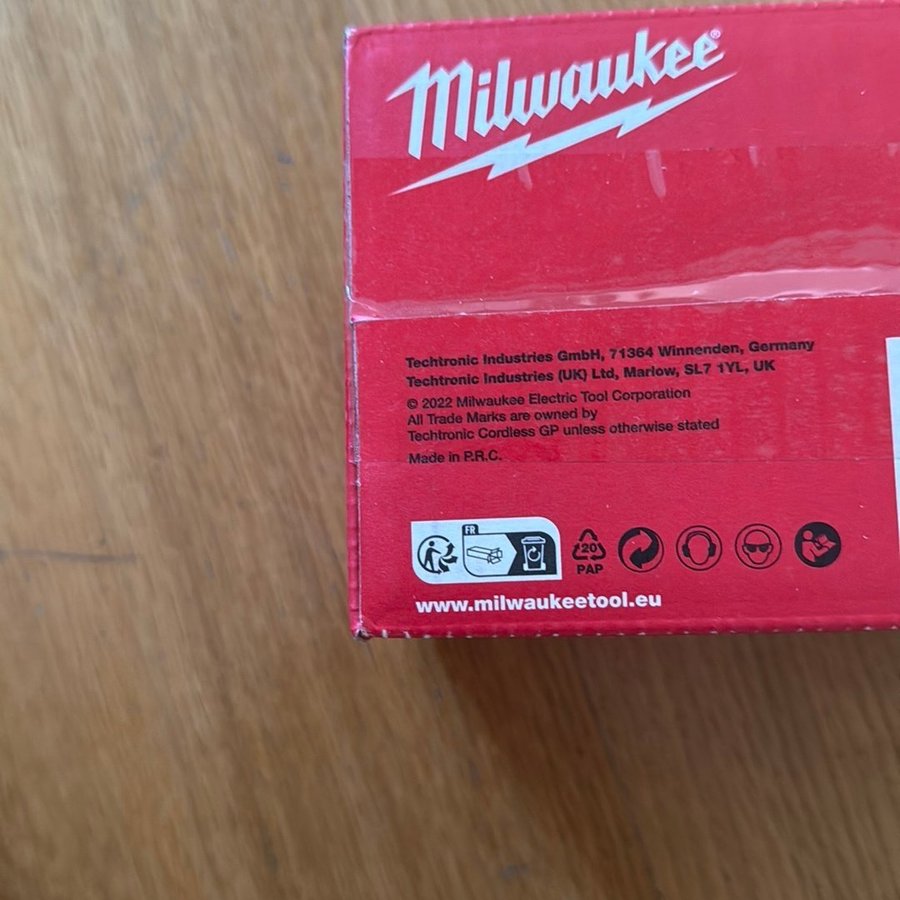 Milwaukee®
Techtronic Industries GmbH, 71364 Winnenden, Germany
Techtronic Industries (UK) Ltd, Marlow, SL7 1YL, UK
© 2022 Milwaukee Electric Tool Corporation
All Trade Marks are owned by
Techtronic Cordless GP unless otherwise stated
Made in P.R.C.
FR
20
PAP
www.milwaukeetool.eu